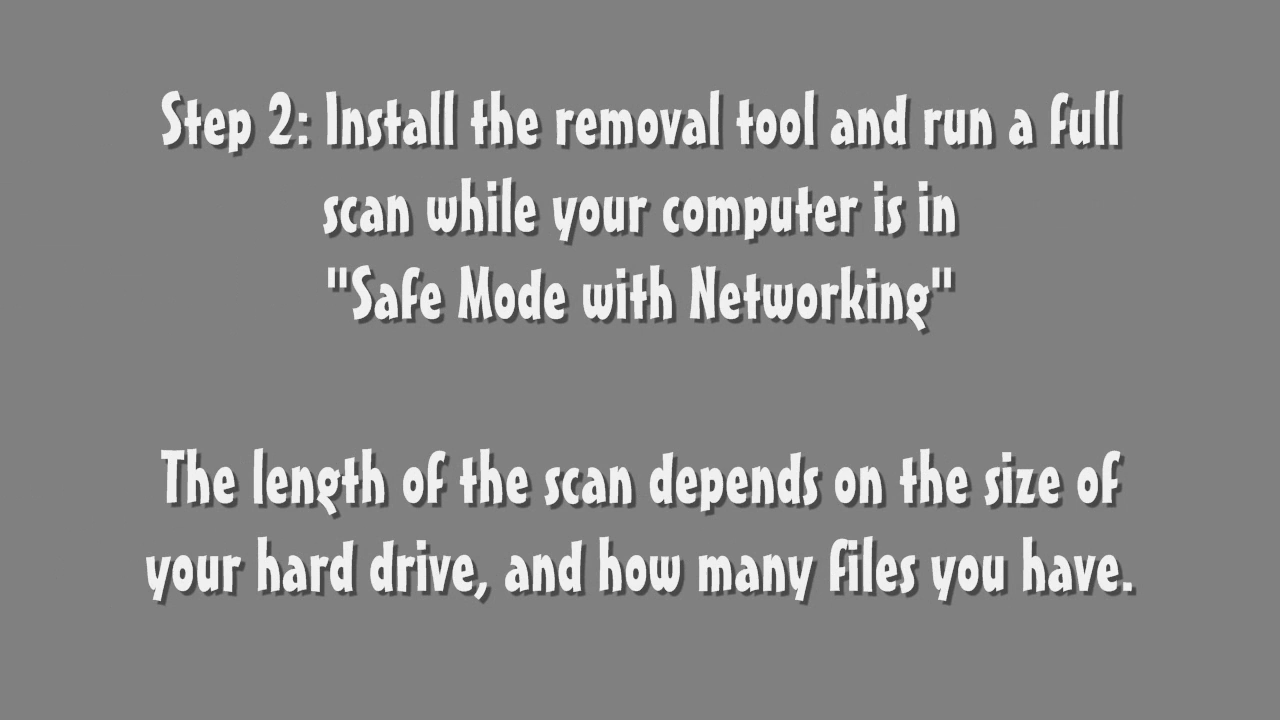 Step 2: Install the removal tool and run a full
scan while your computer is in
"Safe Mode with Networking"
The length of the scan depends on the size of
your hard drive, and how many files you have.